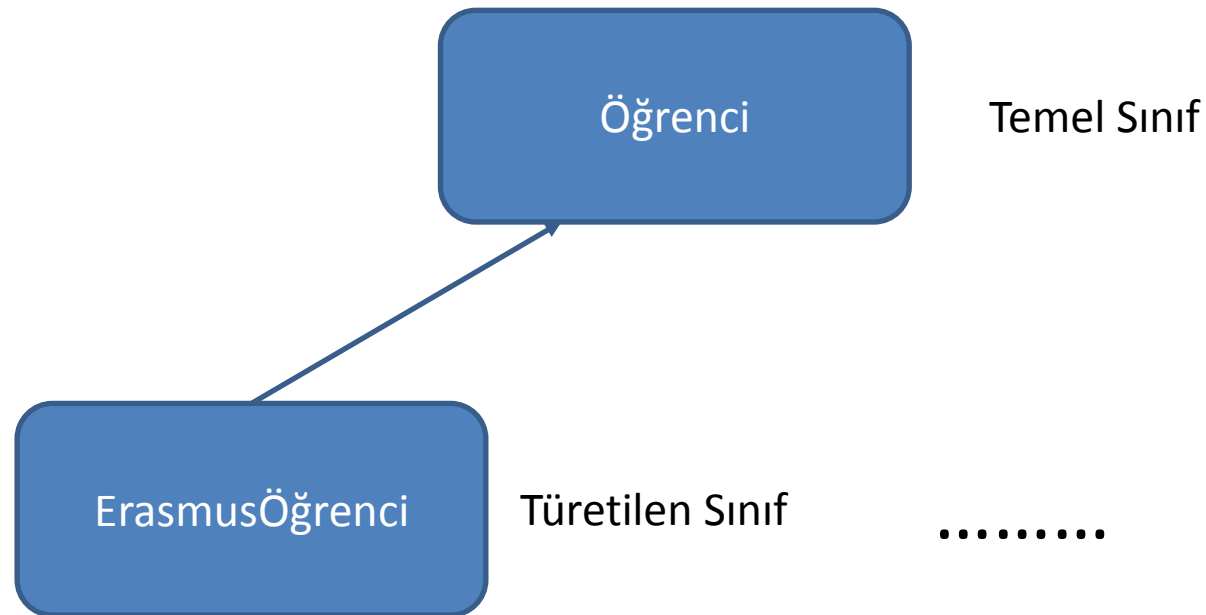 Öğrenci
Temel Sınıf
ErasmusÖğrenci
Türetilen Sınıf
.........